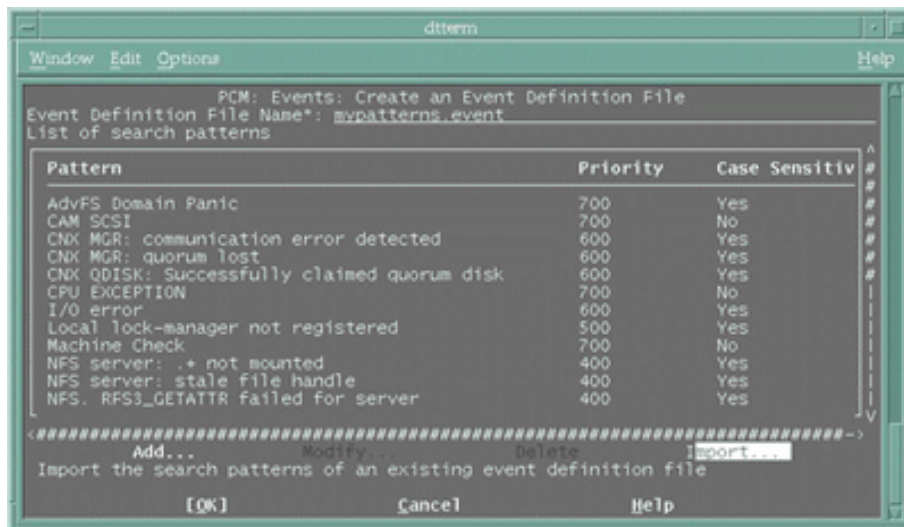 dtterm
Window Edit Options Help
PCM: Events: Create an Event Definition File
Event Definition File Name*: mypatterns.event
List of search patterns
Pattern Priority Case Sensitiv
AdvFS Domain Panic 700 Yes
CAM SCSI 700 No
CNX MGR: communication error detected 600 Yes
CNX MGR: quorum lost 600 Yes
CNX QDISK: Successfully claimed quorum disk 600 Yes
CPU EXCEPTION 700 No
I/O error 600 Yes
Local lock-manager not registered 500 Yes
Machine Check 700 No
NFS server: .+ not mounted 400 Yes
NFS server: stale file handle 400 Yes
NFS. RFS3_GETATTR failed for server 400 Yes
Add... Modify... Delete Import...
Import the search patterns of an existing event definition file
[OK] Cancel Help